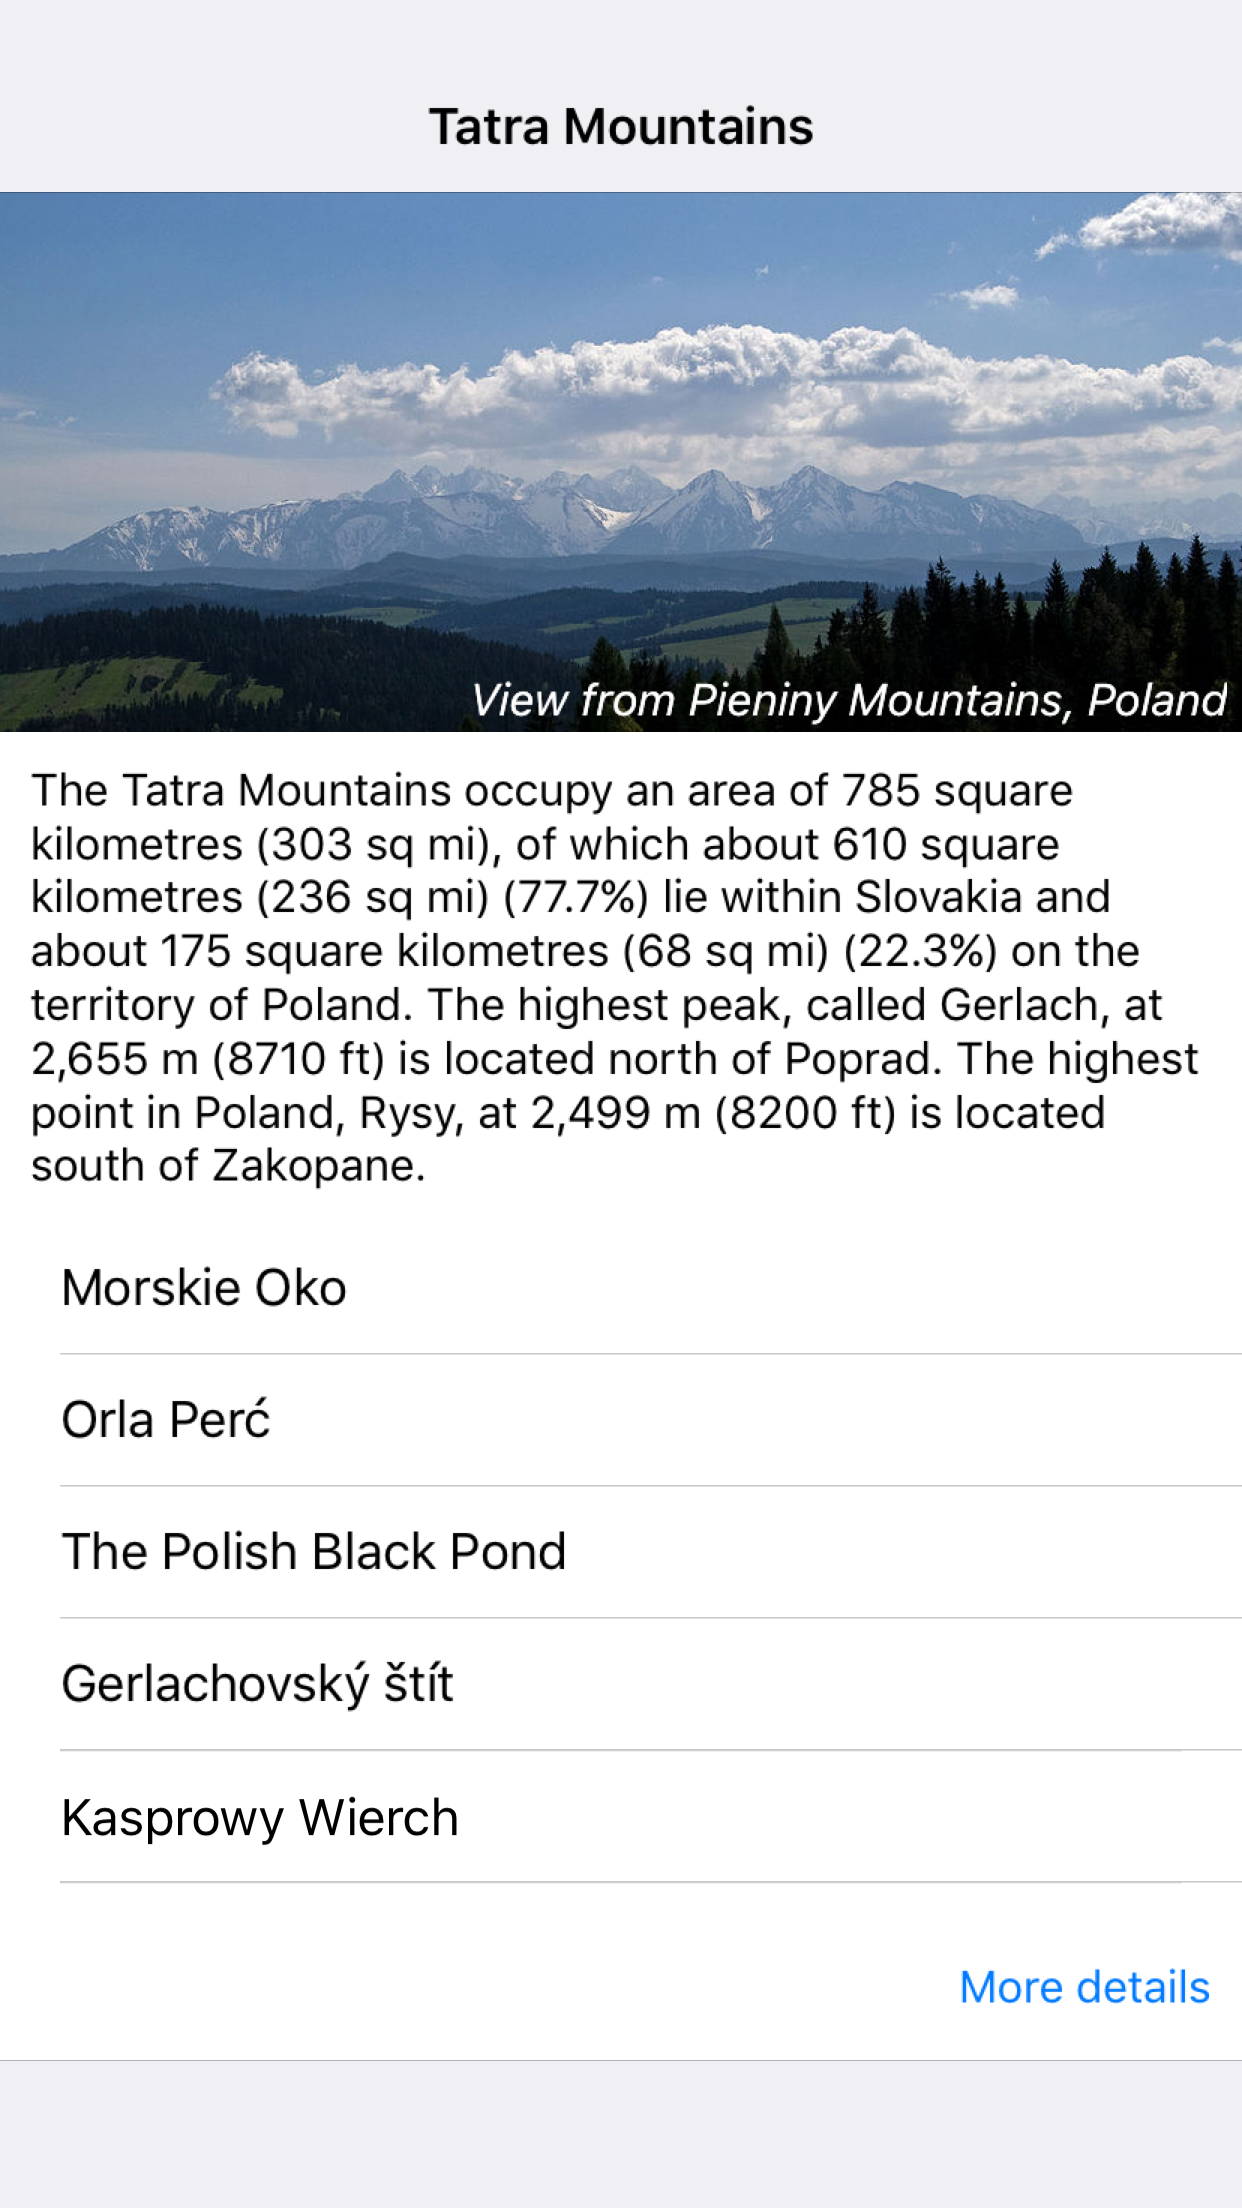 Tatra Mountains
View from Pieniny Mountains, Poland
The Tatra Mountains occupy an area of 785 square
kilometres (303 sq mi), of which about 610 square
kilometres (236 sq mi) (77.7%) lie within Slovakia and
about 175 square kilometres (68 sq mi) (22.3%) on the
territory of Poland. The highest peak, called Gerlach, at
2,655 m (8710 ft) is located north of Poprad. The highest
point in Poland, Rysy, at 2,499 m (8200 ft) is located
south of Zakopane.
Morskie Oko
Orla Perć
The Polish Black Pond
Gerlachovský štít
Kasprowy Wierch
More details